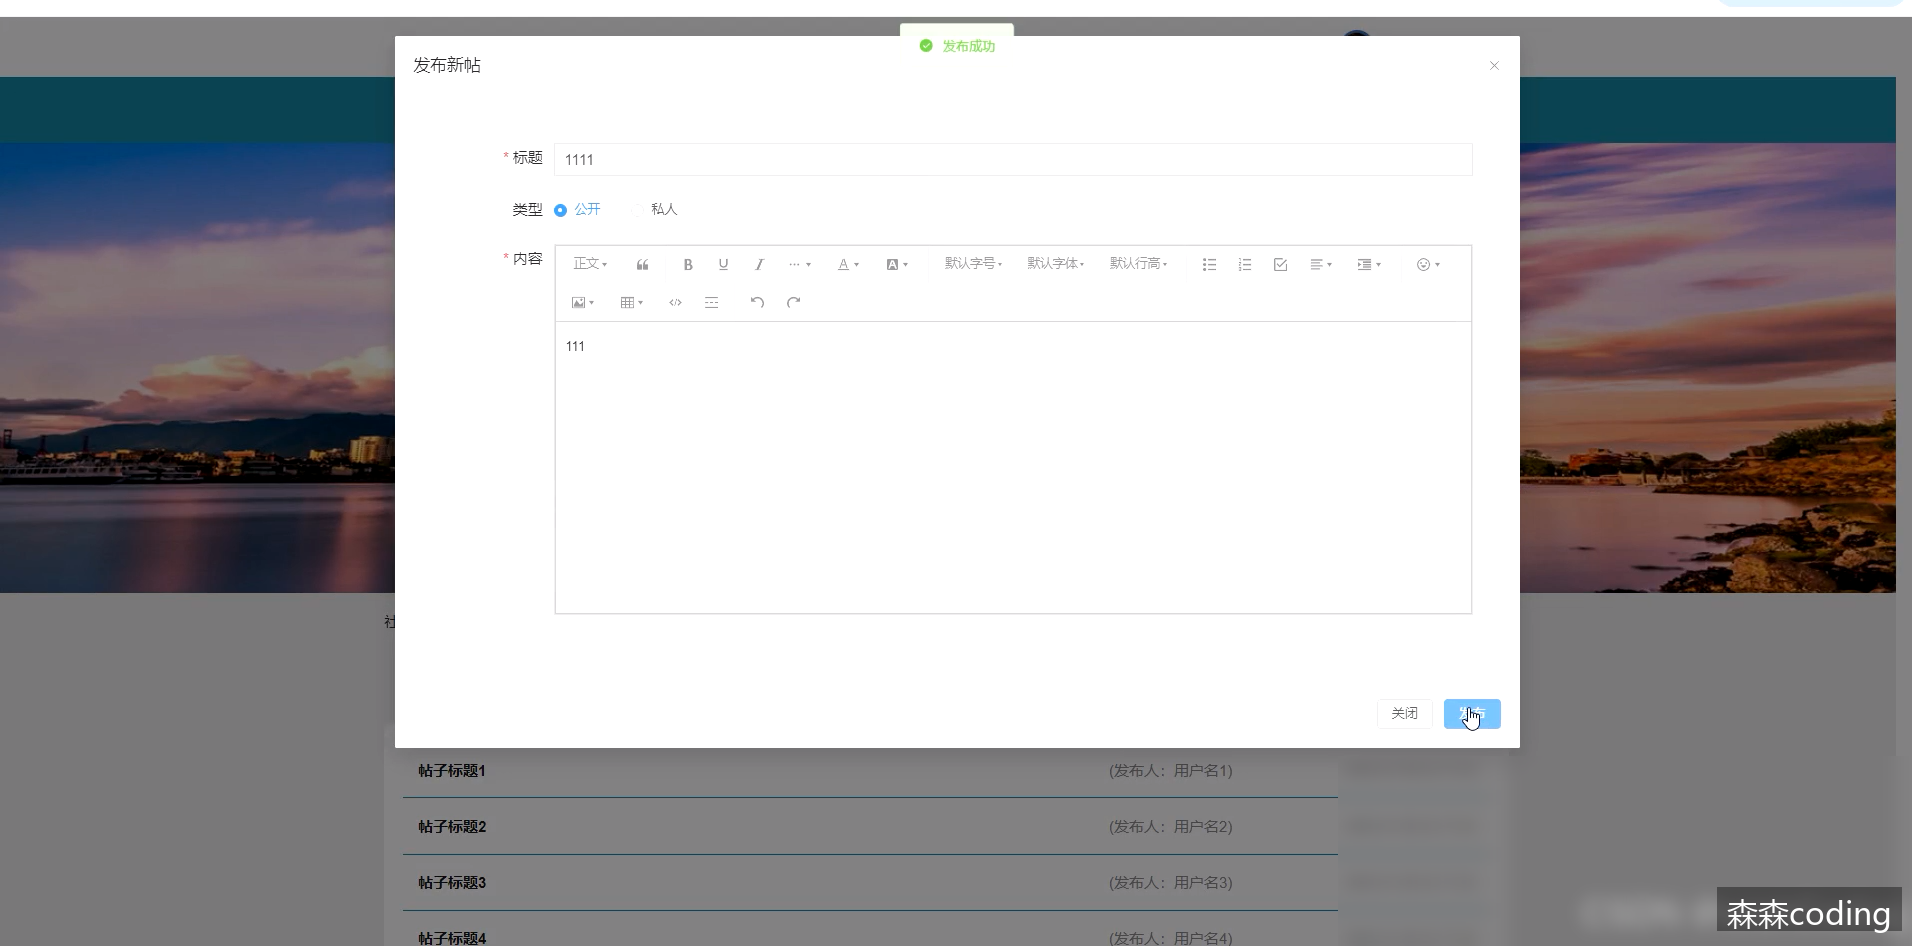 发布成功
发布新帖
* 标题 1111
类型 公开 私人
* 内容 正文 B U I A A 默认字号 默认字体 默认行高
111
社
关闭 发布
帖子标题1 (发布人：用户名1)
帖子标题2 (发布人：用户名2)
帖子标题3 (发布人：用户名3)
帖子标题4 (发布人：用户名4)
森森coding